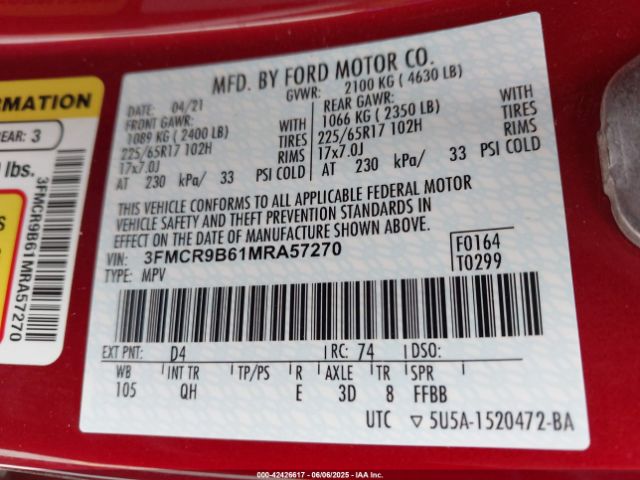 MFD. BY FORD MOTOR CO.
DATE: 04/21 GVWR: 2100 KG ( 4630 LB)
FRONT GAWR: REAR GAWR:
1089 KG ( 2400 LB) WITH 1066 KG ( 2350 LB) WITH
225/65R17 102H TIRES 225/65R17 102H TIRES
17x7.0J RIMS 17x7.0J RIMS
AT 230 kPa/ 33 PSI COLD AT 230 kPa/ 33 PSI COLD
THIS VEHICLE CONFORMS TO ALL APPLICABLE FEDERAL MOTOR
VEHICLE SAFETY AND THEFT PREVENTION STANDARDS IN
EFFECT ON THE DATE OF MANUFACTURE SHOWN ABOVE.
VIN: 3FMCR9B61MRA57270 F0164
TYPE: MPV T0299
EXT PNT: D4 RC: 74 DSO:
WB INT TR TP/PS R AXLE TR SPR
105 QH E 3D 8 FFBB
UTC ▽ 5U5A-1520472-BA
REAR: 3
lbs.
3FMCR9B61MRA57270
00-42426617 - 06/06/2025 - IAA Inc.